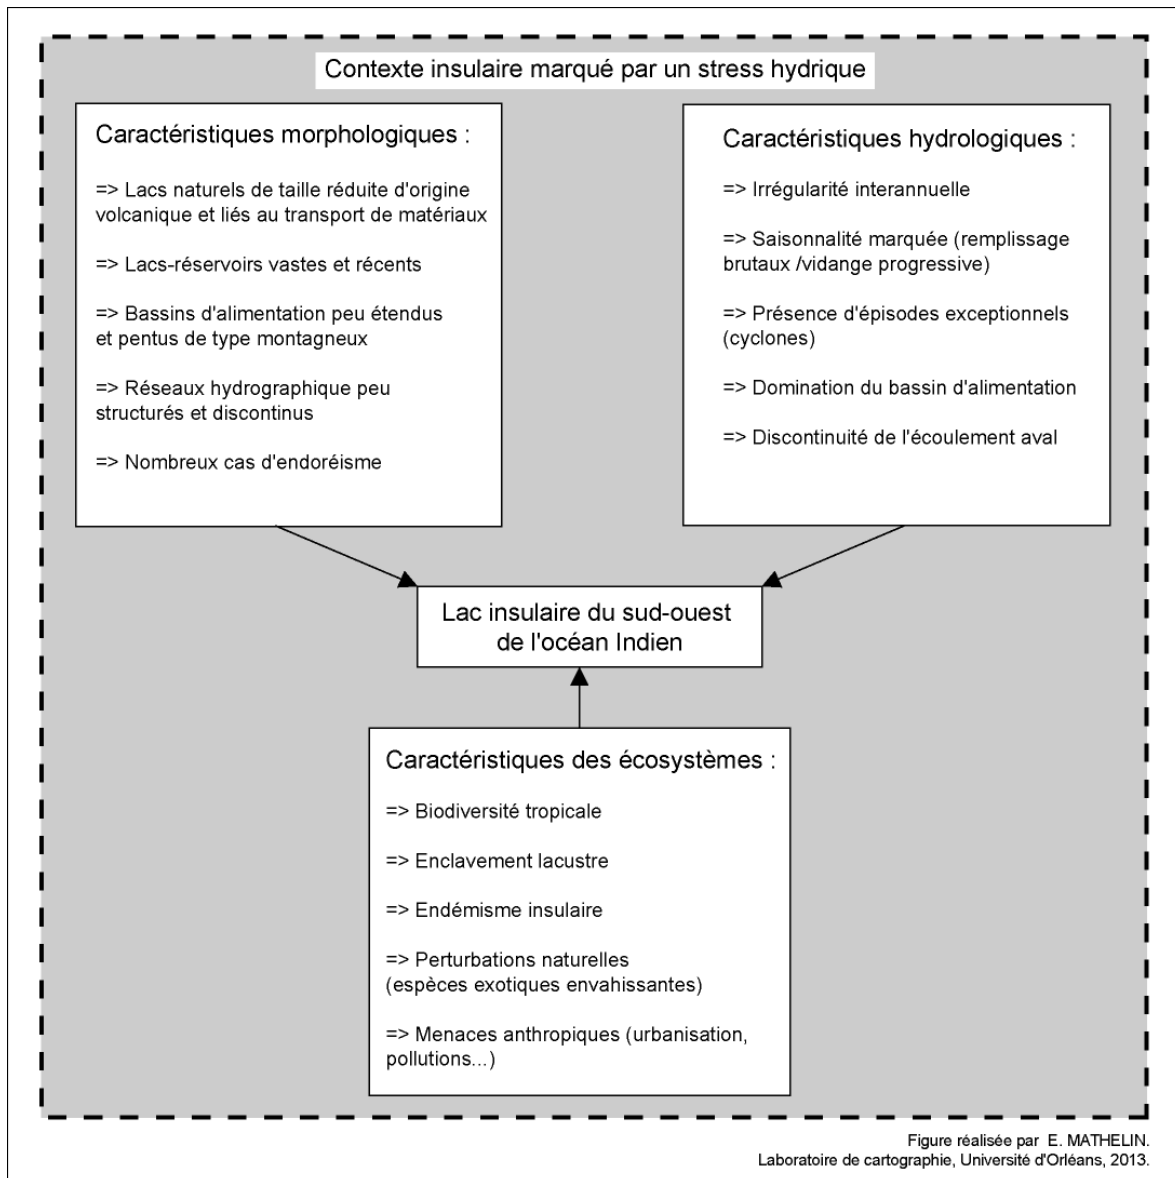 Contexte insulaire marqué par un stress hydrique
Caractéristiques morphologiques :
=> Lacs naturels de taille réduite d'origine
volcanique et liés au transport de matériaux
=> Lacs-réservoirs vastes et récents
=> Bassins d'alimentation peu étendus
et pentus de type montagneux
=> Réseaux hydrographique peu
structurés et discontinus
=> Nombreux cas d'endoréisme
Caractéristiques hydrologiques :
=> Irrégularité interannuelle
=> Saisonnalité marquée (remplissage
brutaux /vidange progressive)
=> Présence d'épisodes exceptionnels
(cyclones)
=> Domination du bassin d'alimentation
=> Discontinuité de l'écoulement aval
Lac insulaire du sud-ouest
de l'océan Indien
Caractéristiques des écosystèmes :
=> Biodiversité tropicale
=> Enclavement lacustre
=> Endémisme insulaire
=> Perturbations naturelles
(espèces exotiques envahissantes)
=> Menaces anthropiques (urbanisation,
pollutions...)
Figure réalisée par E. MATHELIN.
Laboratoire de cartographie, Université d'Orléans, 2013.